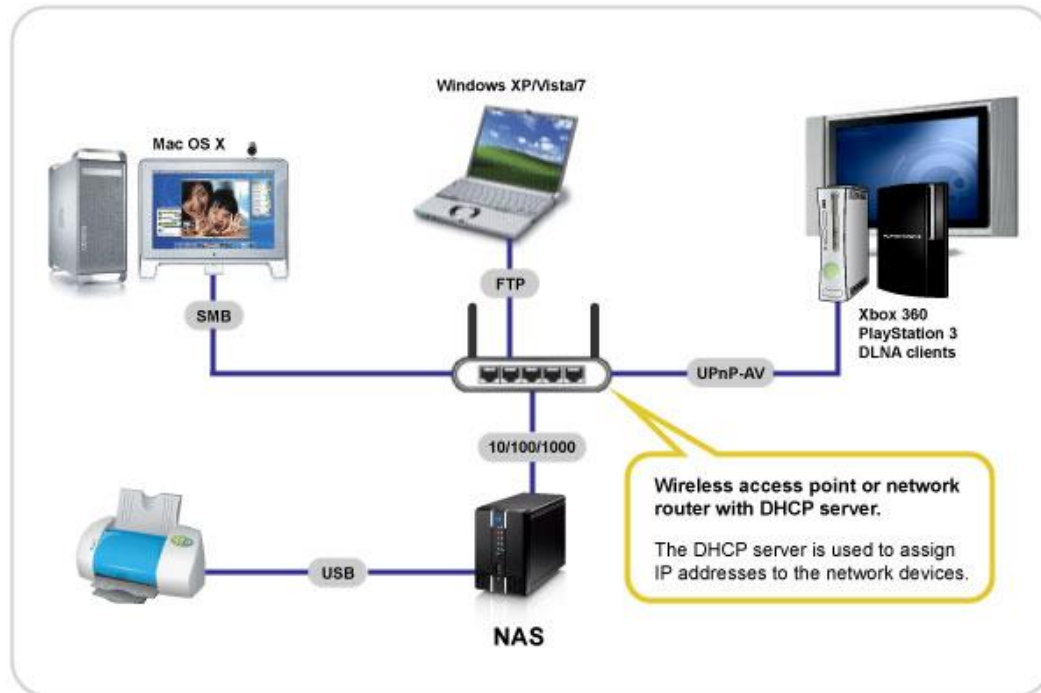 Windows XP/Vista/7
Mac OS X
FTP
SMB
Xbox 360
PlayStation 3
DLNA clients
UPnP-AV
10/100/1000
Wireless access point or network
router with DHCP server.
The DHCP server is used to assign
IP addresses to the network devices.
USB
NAS